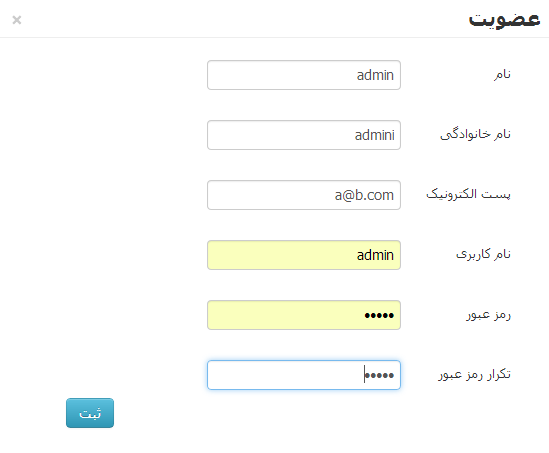 عضویت ×
نام admin
نام خانوادگی admini
پست الکترونیک a@b.com
نام کاربری admin
رمز عبور •••••
تکرار رمز عبور •••••
ثبت